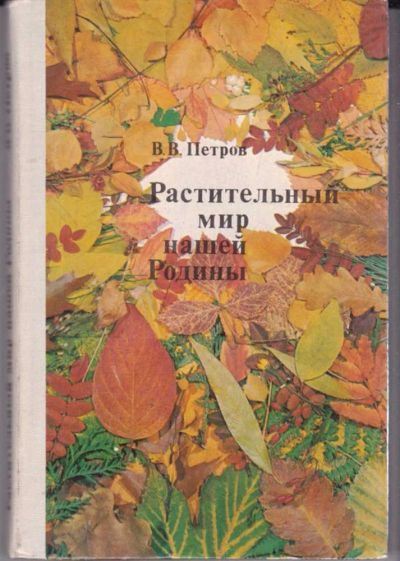 В. В. Петров
Растительный
мир
нашей
Родины